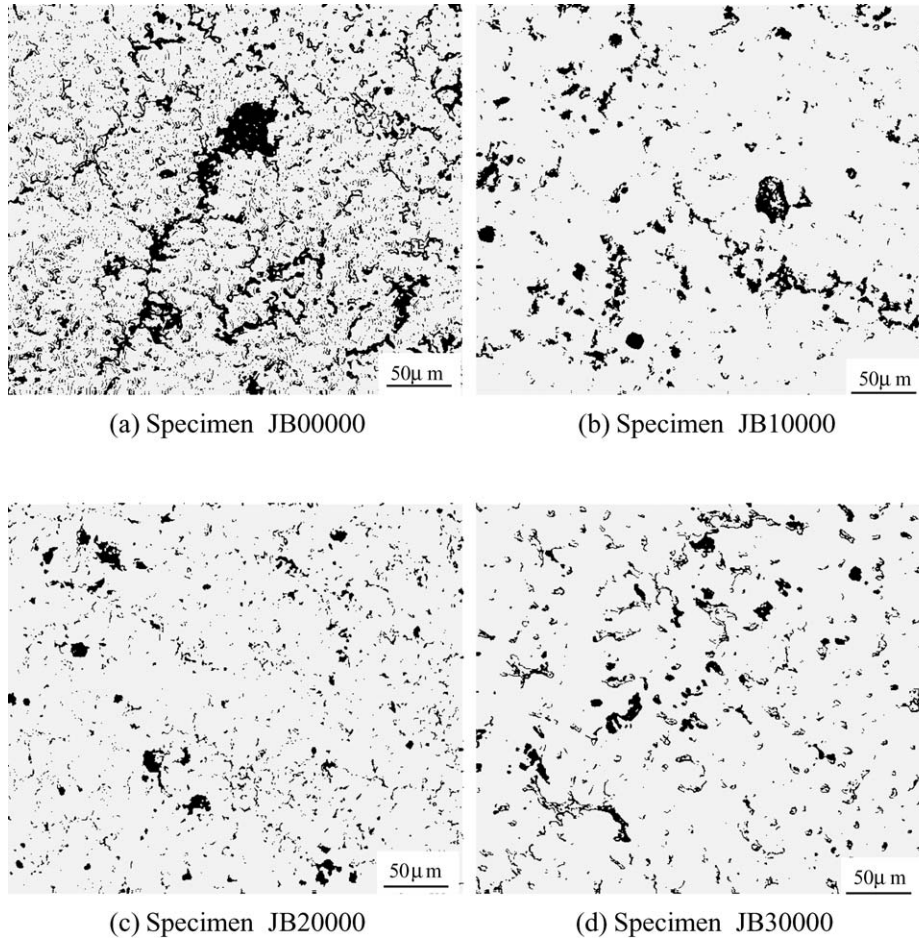 50μ m
50μ m
(a) Specimen JB00000
(b) Specimen JB10000
50μ m
50μ m
(c) Specimen JB20000
(d) Specimen JB30000